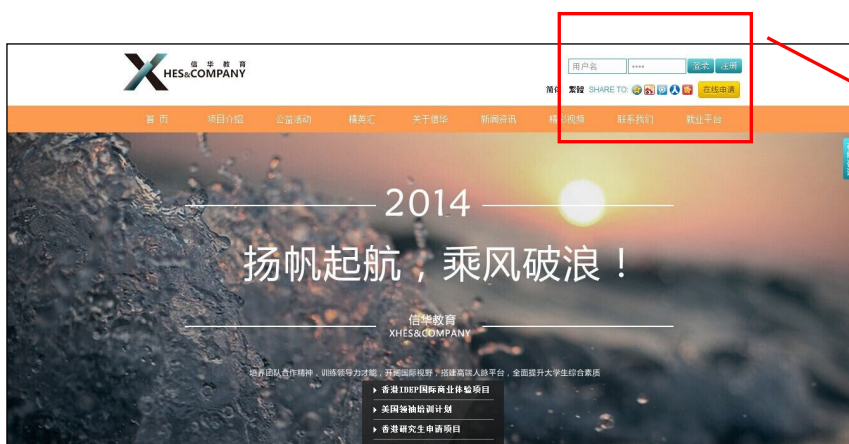 信华教育
XHES&COMPANY
用户名
••••
登录 注册
简体 繁體 SHARE TO: 在线申请
首页 项目介绍 公益活动 精英汇 关于信华 新闻资讯 精彩视频 联系我们 就业平台
2014
扬帆起航，乘风破浪！
信华教育
XHES&COMPANY
培养团队合作精神，训练领导力才能，开阔国际视野，搭建高端人脉平台，全面提升大学生综合素质
香港IBEP国际商业体验项目
美国领袖培训计划
香港研究生申请项目